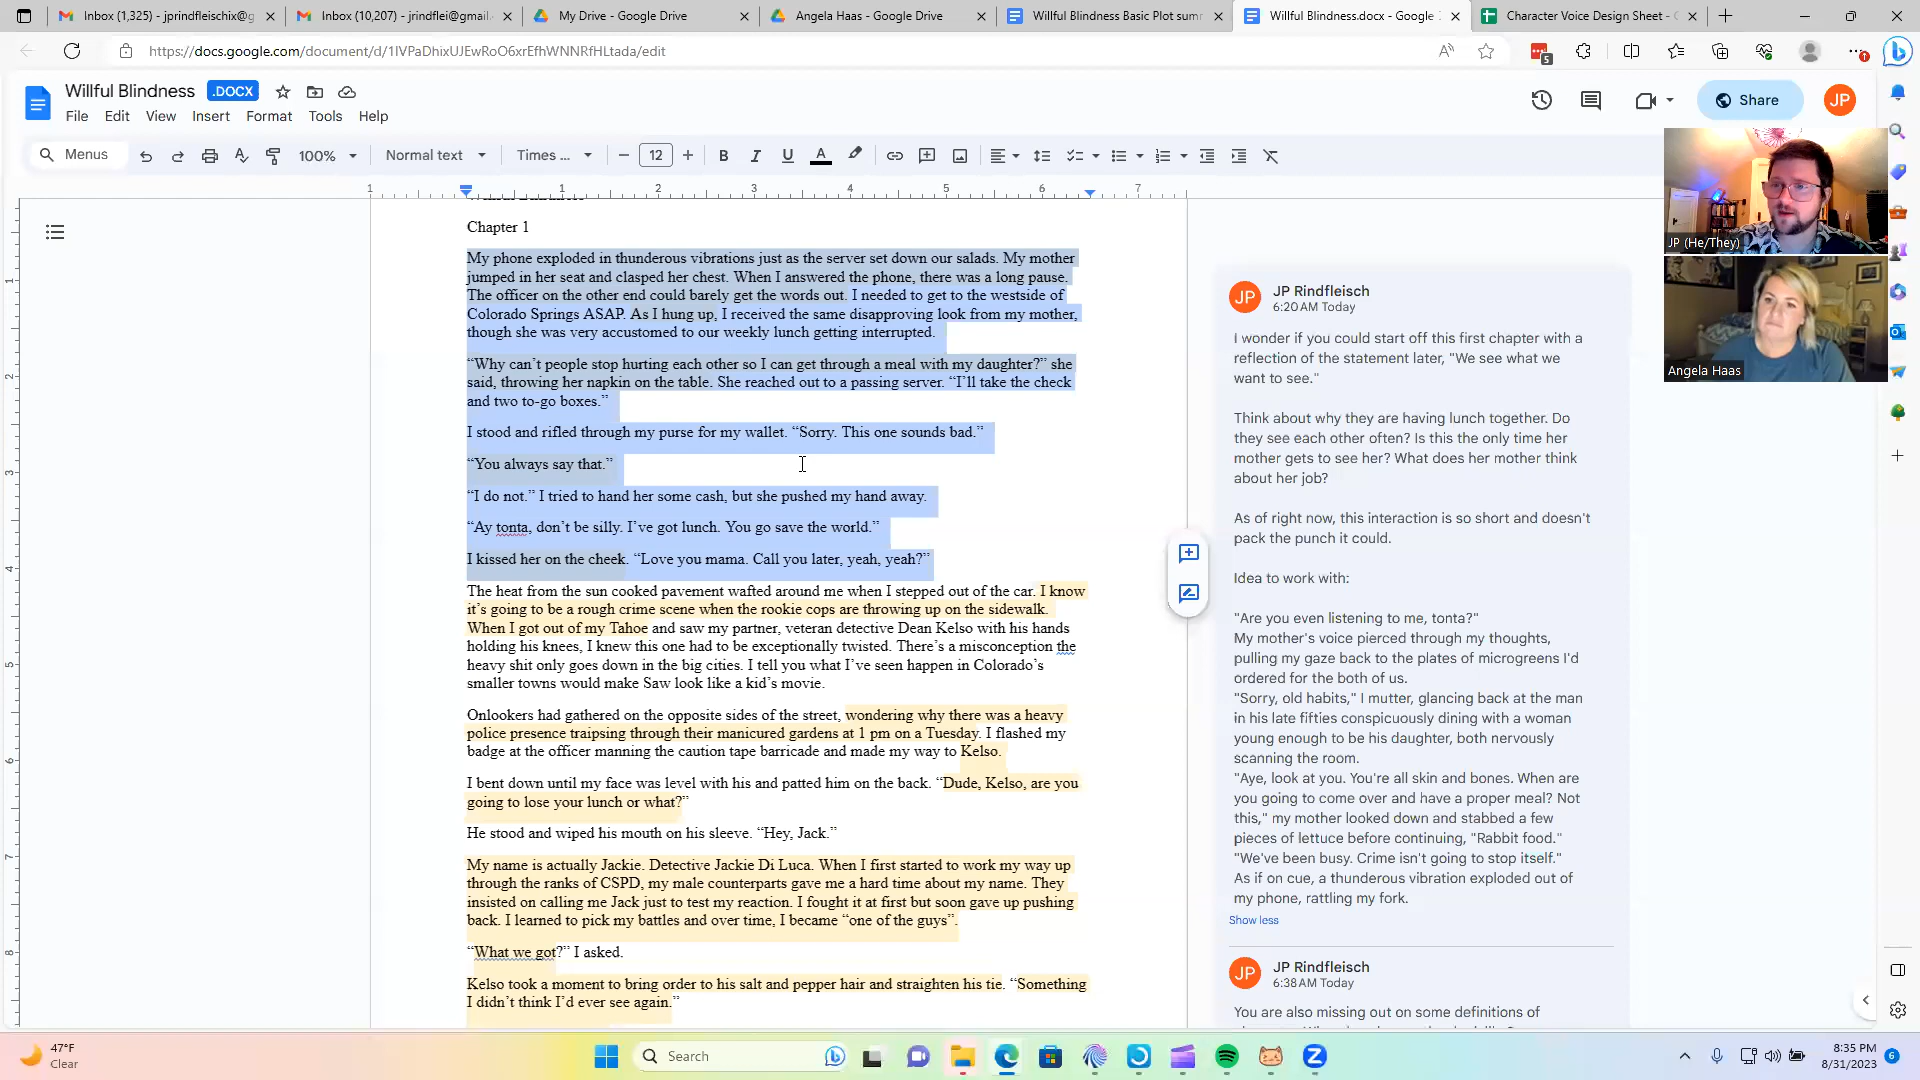 Inbox (1,325) - jprindfleischix@g
Inbox (10,207) - jrindflei@gmail.
My Drive - Google Drive
Angela Haas - Google Drive
Willful Blindness Basic Plot sum
Willful Blindness.docx - Google
Character Voice Design Sheet -
https://docs.google.com/document/d/1IVPaDhixUJEwRoO6xrEfhWNNRfHLtada/edit
5
Willful Blindness
.DOCX
File
Edit
View
Insert
Format
Tools
Help
Share
JP
Menus
100%
Normal text
Times ...
12
B
I
U
A
1
1
2
3
4
5
6
7
Chapter 1
My phone exploded in thunderous vibrations just as the server set down our salads. My mother
jumped in her seat and clasped her chest. When I answered the phone, there was a long pause.
The officer on the other end could barely get the words out. I needed to get to the westside of
Colorado Springs ASAP. As I hung up, I received the same disapproving look from my mother,
though she was very accustomed to our weekly lunch getting interrupted.
“Why can’t people stop hurting each other so I can get through a meal with my daughter?” she
said, throwing her napkin on the table. She reached out to a passing server. “I’ll take the check
and two to-go boxes.”
I stood and rifled through my purse for my wallet. “Sorry. This one sounds bad.”
“You always say that.”
“I do not.” I tried to hand her some cash, but she pushed my hand away.
“Ay tonta, don’t be silly. I’ve got lunch. You go save the world.”
I kissed her on the cheek. “Love you mama. Call you later, yeah, yeah?”
The heat from the sun cooked pavement wafted around me when I stepped out of the car. I know
it’s going to be a rough crime scene when the rookie cops are throwing up on the sidewalk.
When I got out of my Tahoe and saw my partner, veteran detective Dean Kelso with his hands
holding his knees, I knew this one had to be exceptionally twisted. There’s a misconception the
heavy shit only goes down in the big cities. I tell you what I’ve seen happen in Colorado’s
smaller towns would make Saw look like a kid’s movie.
Onlookers had gathered on the opposite sides of the street, wondering why there was a heavy
police presence traipsing through their manicured gardens at 1 pm on a Tuesday. I flashed my
badge at the officer manning the caution tape barricade and made my way to Kelso.
I bent down until my face was level with his and patted him on the back. “Dude, Kelso, are you
going to lose your lunch or what?”
He stood and wiped his mouth on his sleeve. “Hey, Jack.”
My name is actually Jackie. Detective Jackie Di Luca. When I first started to work my way up
through the ranks of CSPD, my male counterparts gave me a hard time about my name. They
insisted on calling me Jack just to test my reaction. I fought it at first but soon gave up pushing
back. I learned to pick my battles and over time, I became “one of the guys”.
“What we got?” I asked.
Kelso took a moment to bring order to his salt and pepper hair and straighten his tie. “Something
I didn’t think I’d ever see again.”
1
2
3
4
5
6
7
8
JP (He/They)
Angela Haas
JP
JP Rindfleisch
6:20 AM Today
I wonder if you could start off this first chapter with a
reflection of the statement later, "We see what we
want to see."
Think about why they are having lunch together. Do
they see each other often? Is this the only time her
mother gets to see her? What does her mother think
about her job?
As of right now, this interaction is so short and doesn't
pack the punch it could.
Idea to work with:
"Are you even listening to me, tonta?"
My mother's voice pierced through my thoughts,
pulling my gaze back to the plates of microgreens I'd
ordered for the both of us.
"Sorry, old habits," I mutter, glancing back at the man
in his late fifties conspicuously dining with a woman
young enough to be his daughter, both nervously
scanning the room.
"Aye, look at you. You're all skin and bones. When are
you going to come over and have a proper meal? Not
this," my mother looked down and stabbed a few
pieces of lettuce before continuing, "Rabbit food."
"We've been busy. Crime isn't going to stop itself."
As if on cue, a thunderous vibration exploded out of
my phone, rattling my fork.
Show less
JP
JP Rindfleisch
6:38 AM Today
You are also missing out on some definitions of
47°F
Clear
Search
8:35 PM
8/31/2023
6